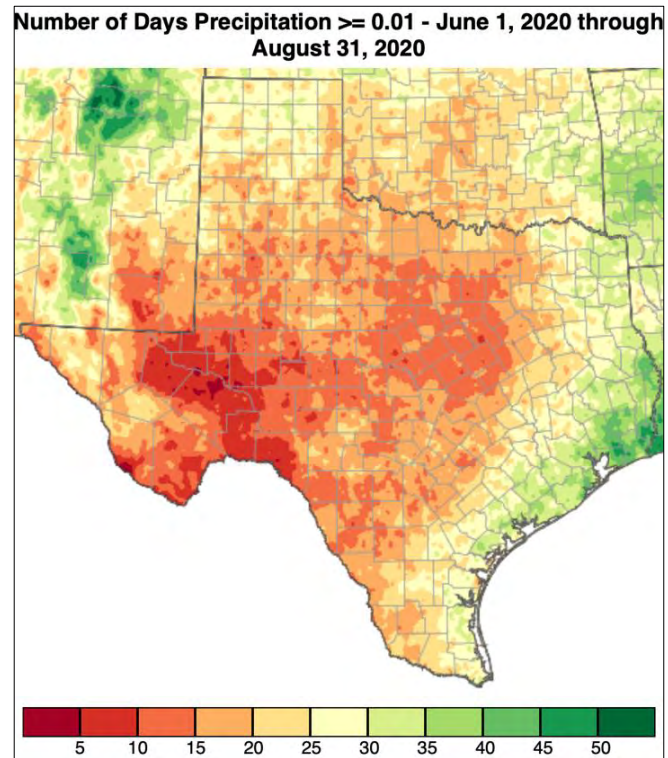 Number of Days Precipitation >= 0.01 - June 1, 2020 through
August 31, 2020
5 10 15 20 25 30 35 40 45 50